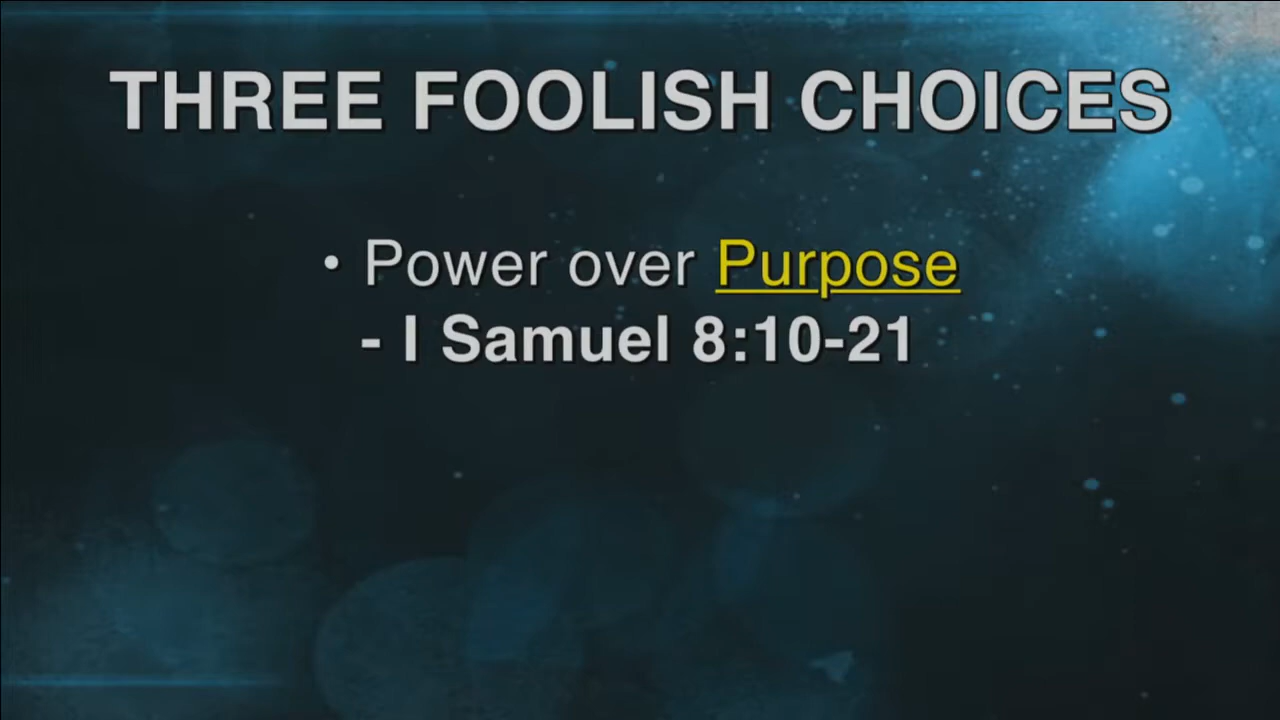 THREE FOOLISH CHOICES
• Power over Purpose
- I Samuel 8:10-21